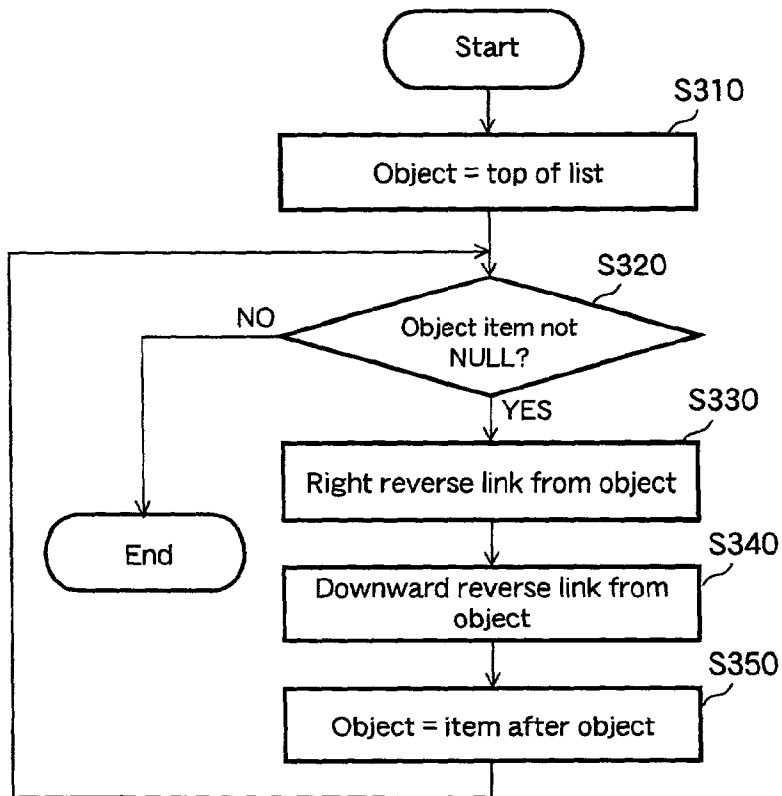 Start
S310
Object = top of list
S320
NO
Object item not
NULL?
YES
S330
Right reverse link from object
S340
Downward reverse link from
object
End
S350
Object = item after object